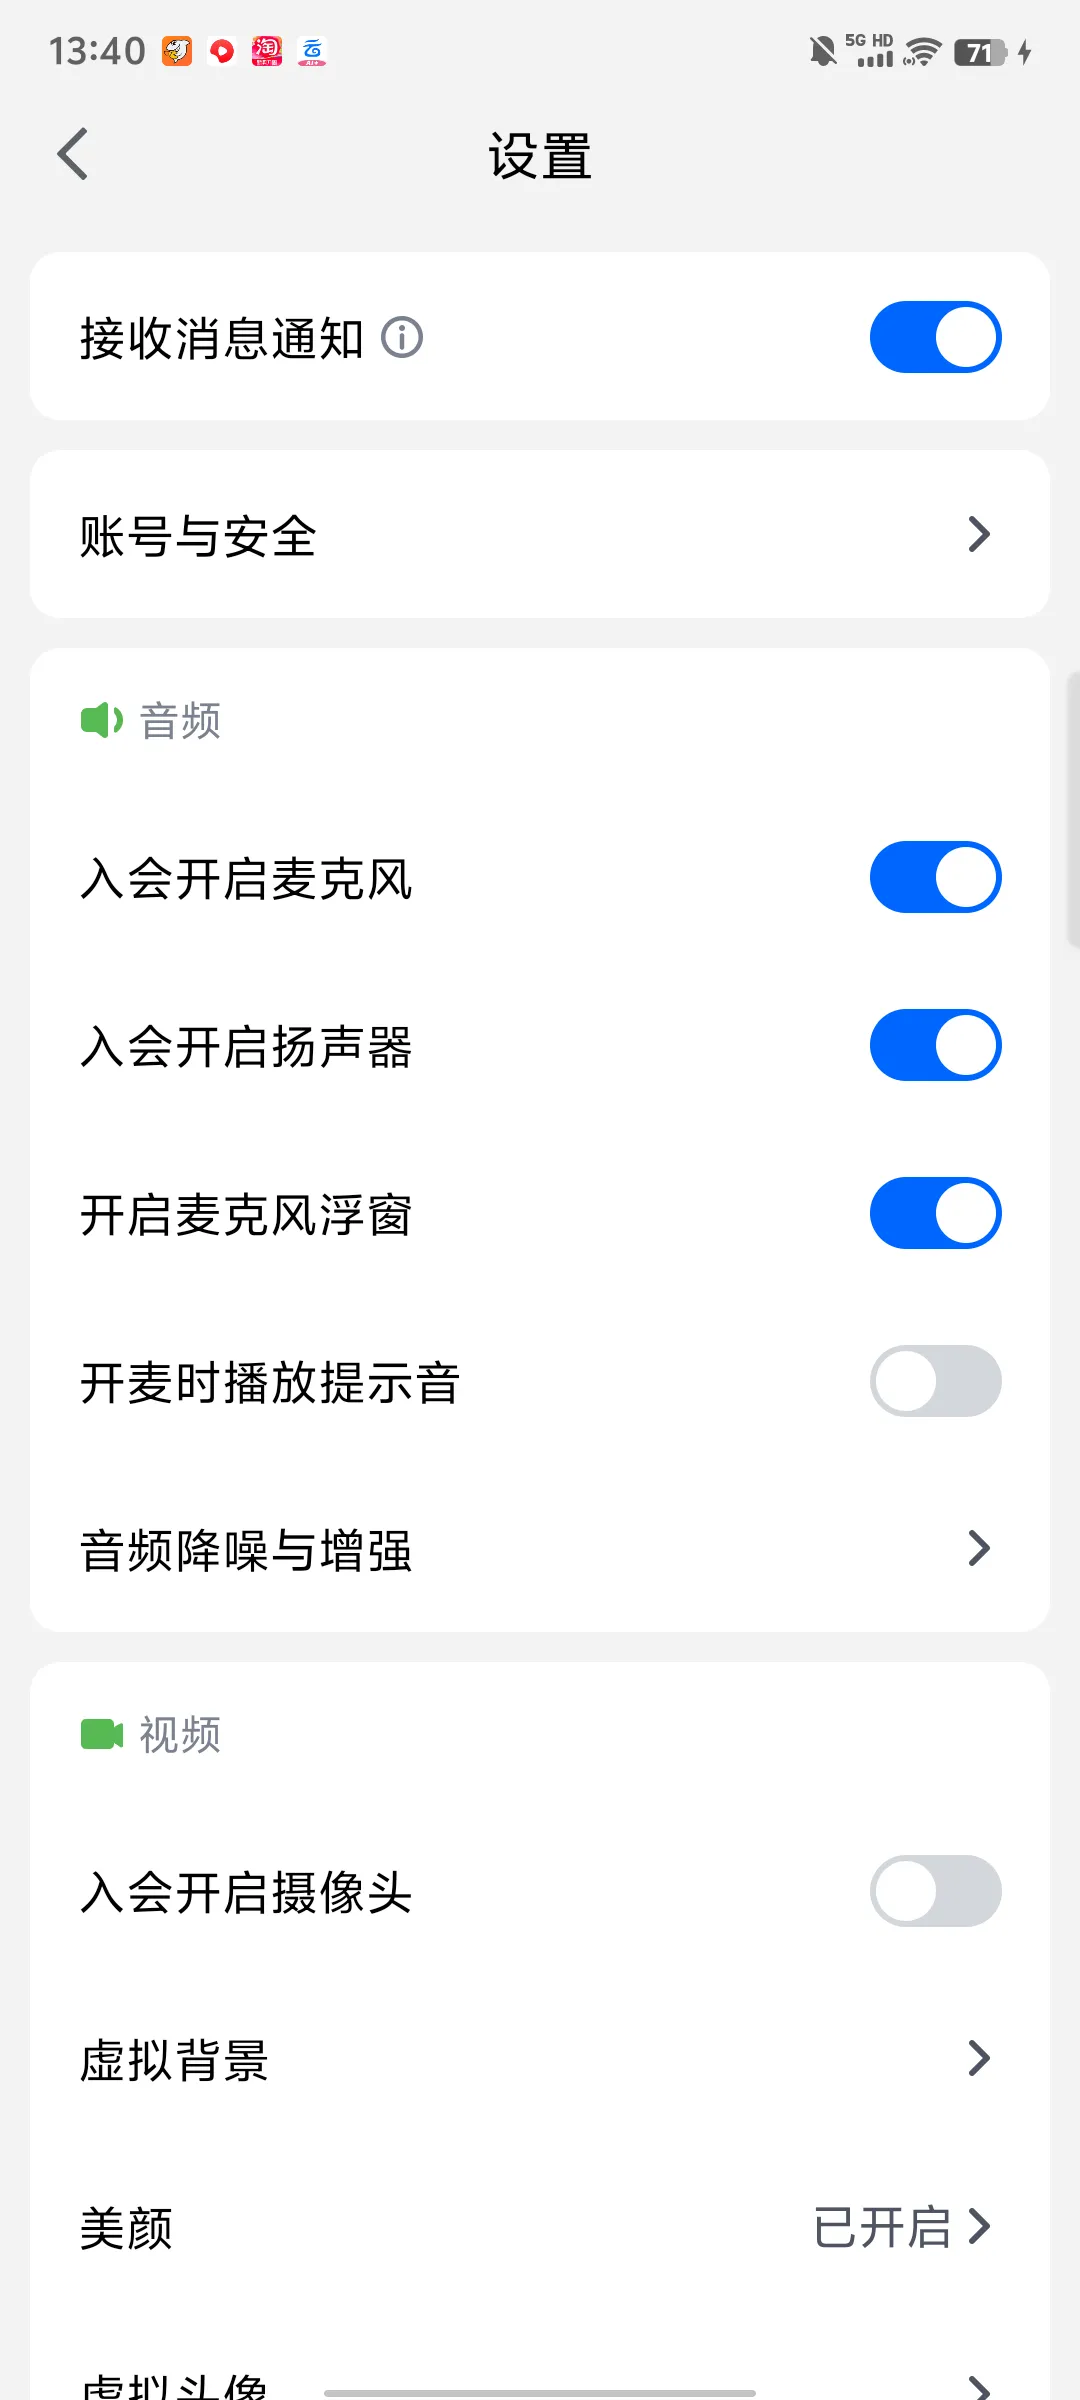 13:40
5G HD
71
设置
接收消息通知
账号与安全
音频
入会开启麦克风
入会开启扬声器
开启麦克风浮窗
开麦时播放提示音
音频降噪与增强
视频
入会开启摄像头
虚拟背景
美颜 已开启
虚拟头像